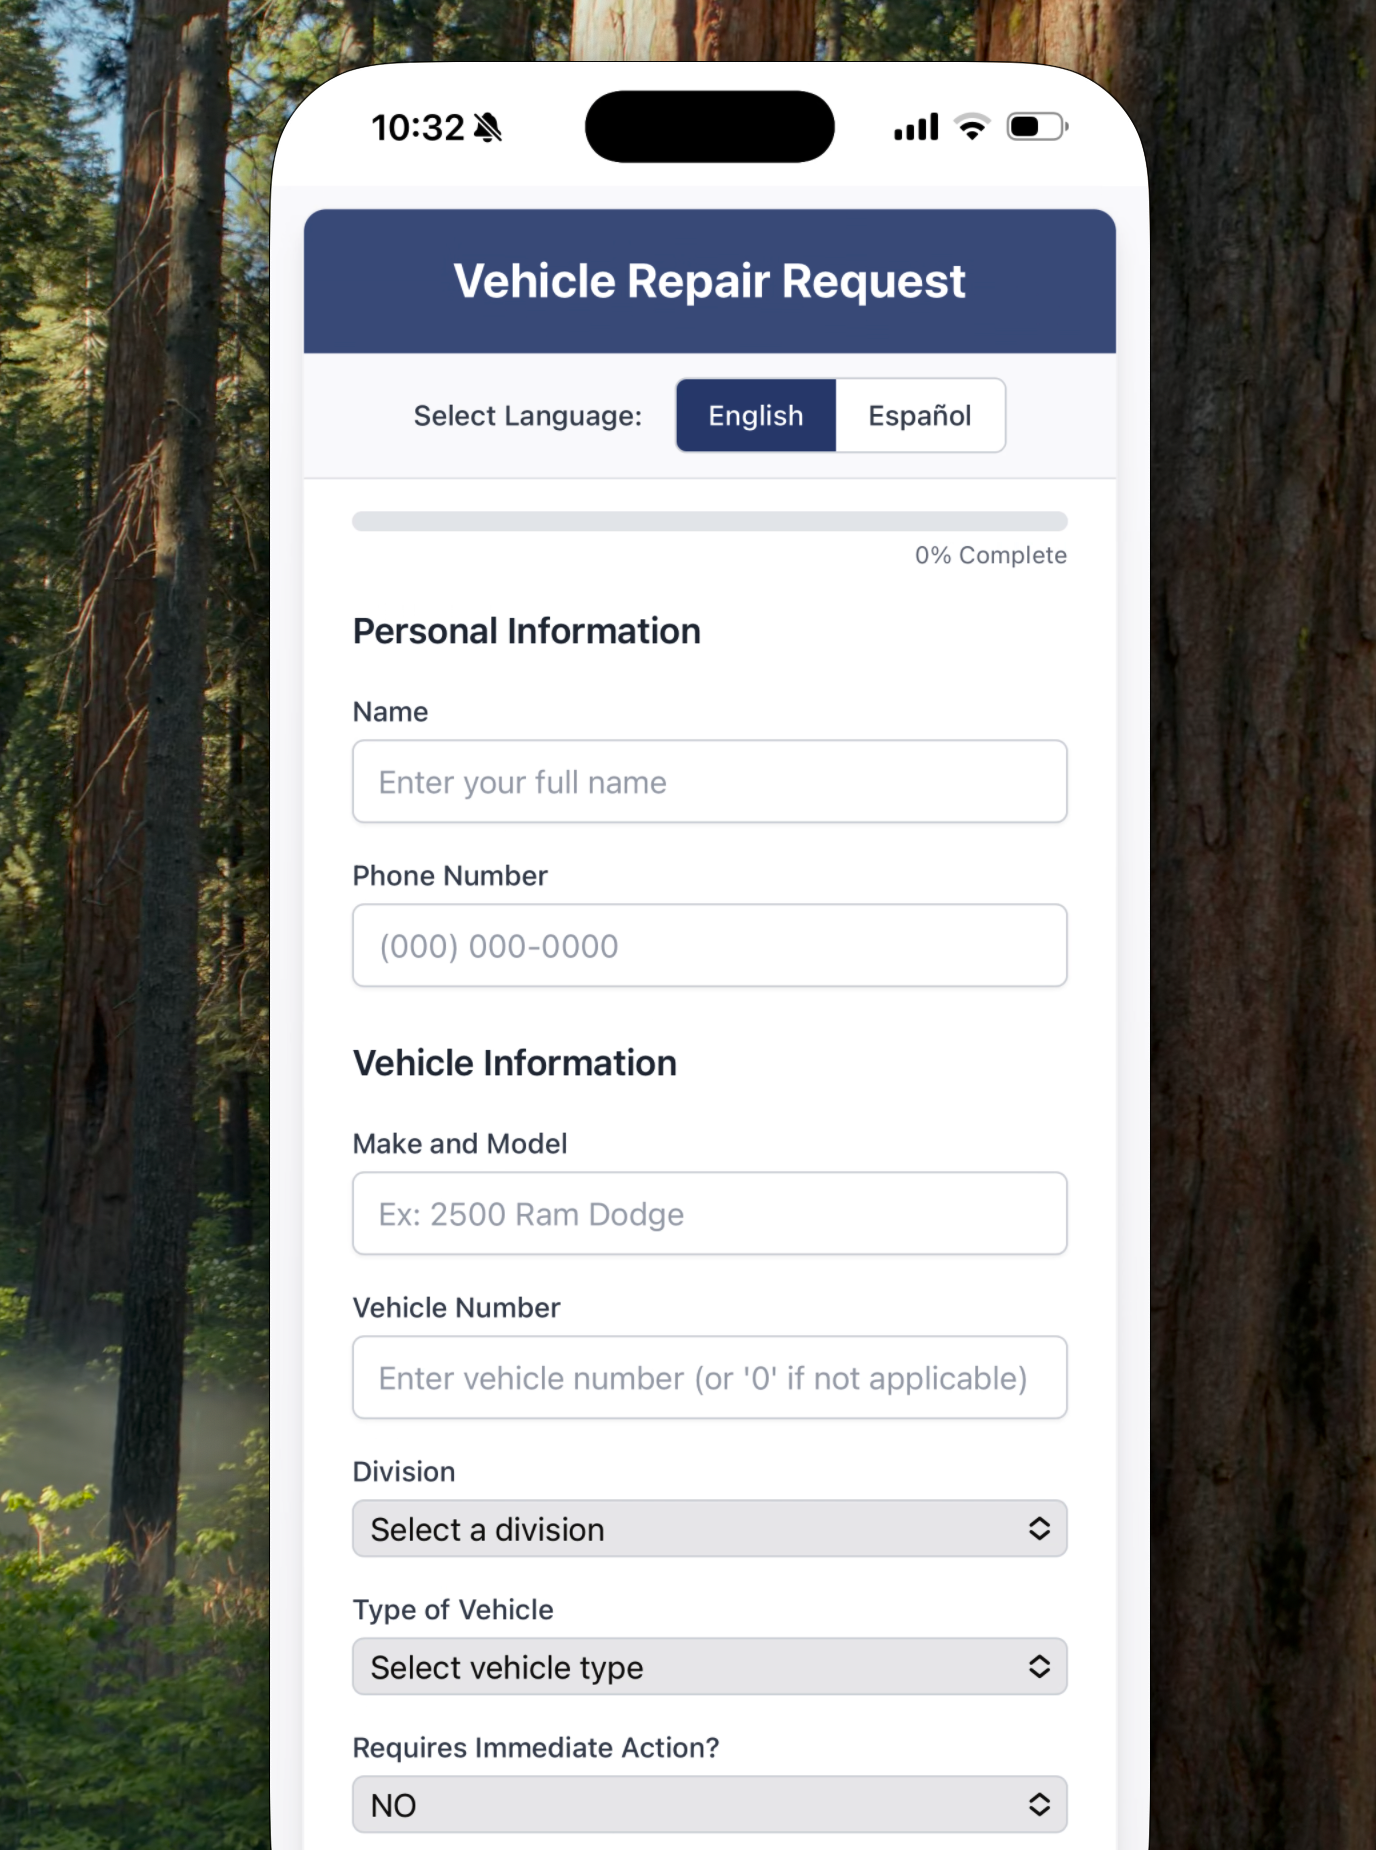 10:32
Vehicle Repair Request
Select Language: English Español
0% Complete
Personal Information
Name
Enter your full name
Phone Number
(000) 000-0000
Vehicle Information
Make and Model
Ex: 2500 Ram Dodge
Vehicle Number
Enter vehicle number (or '0' if not applicable)
Division
Select a division
Type of Vehicle
Select vehicle type
Requires Immediate Action?
NO